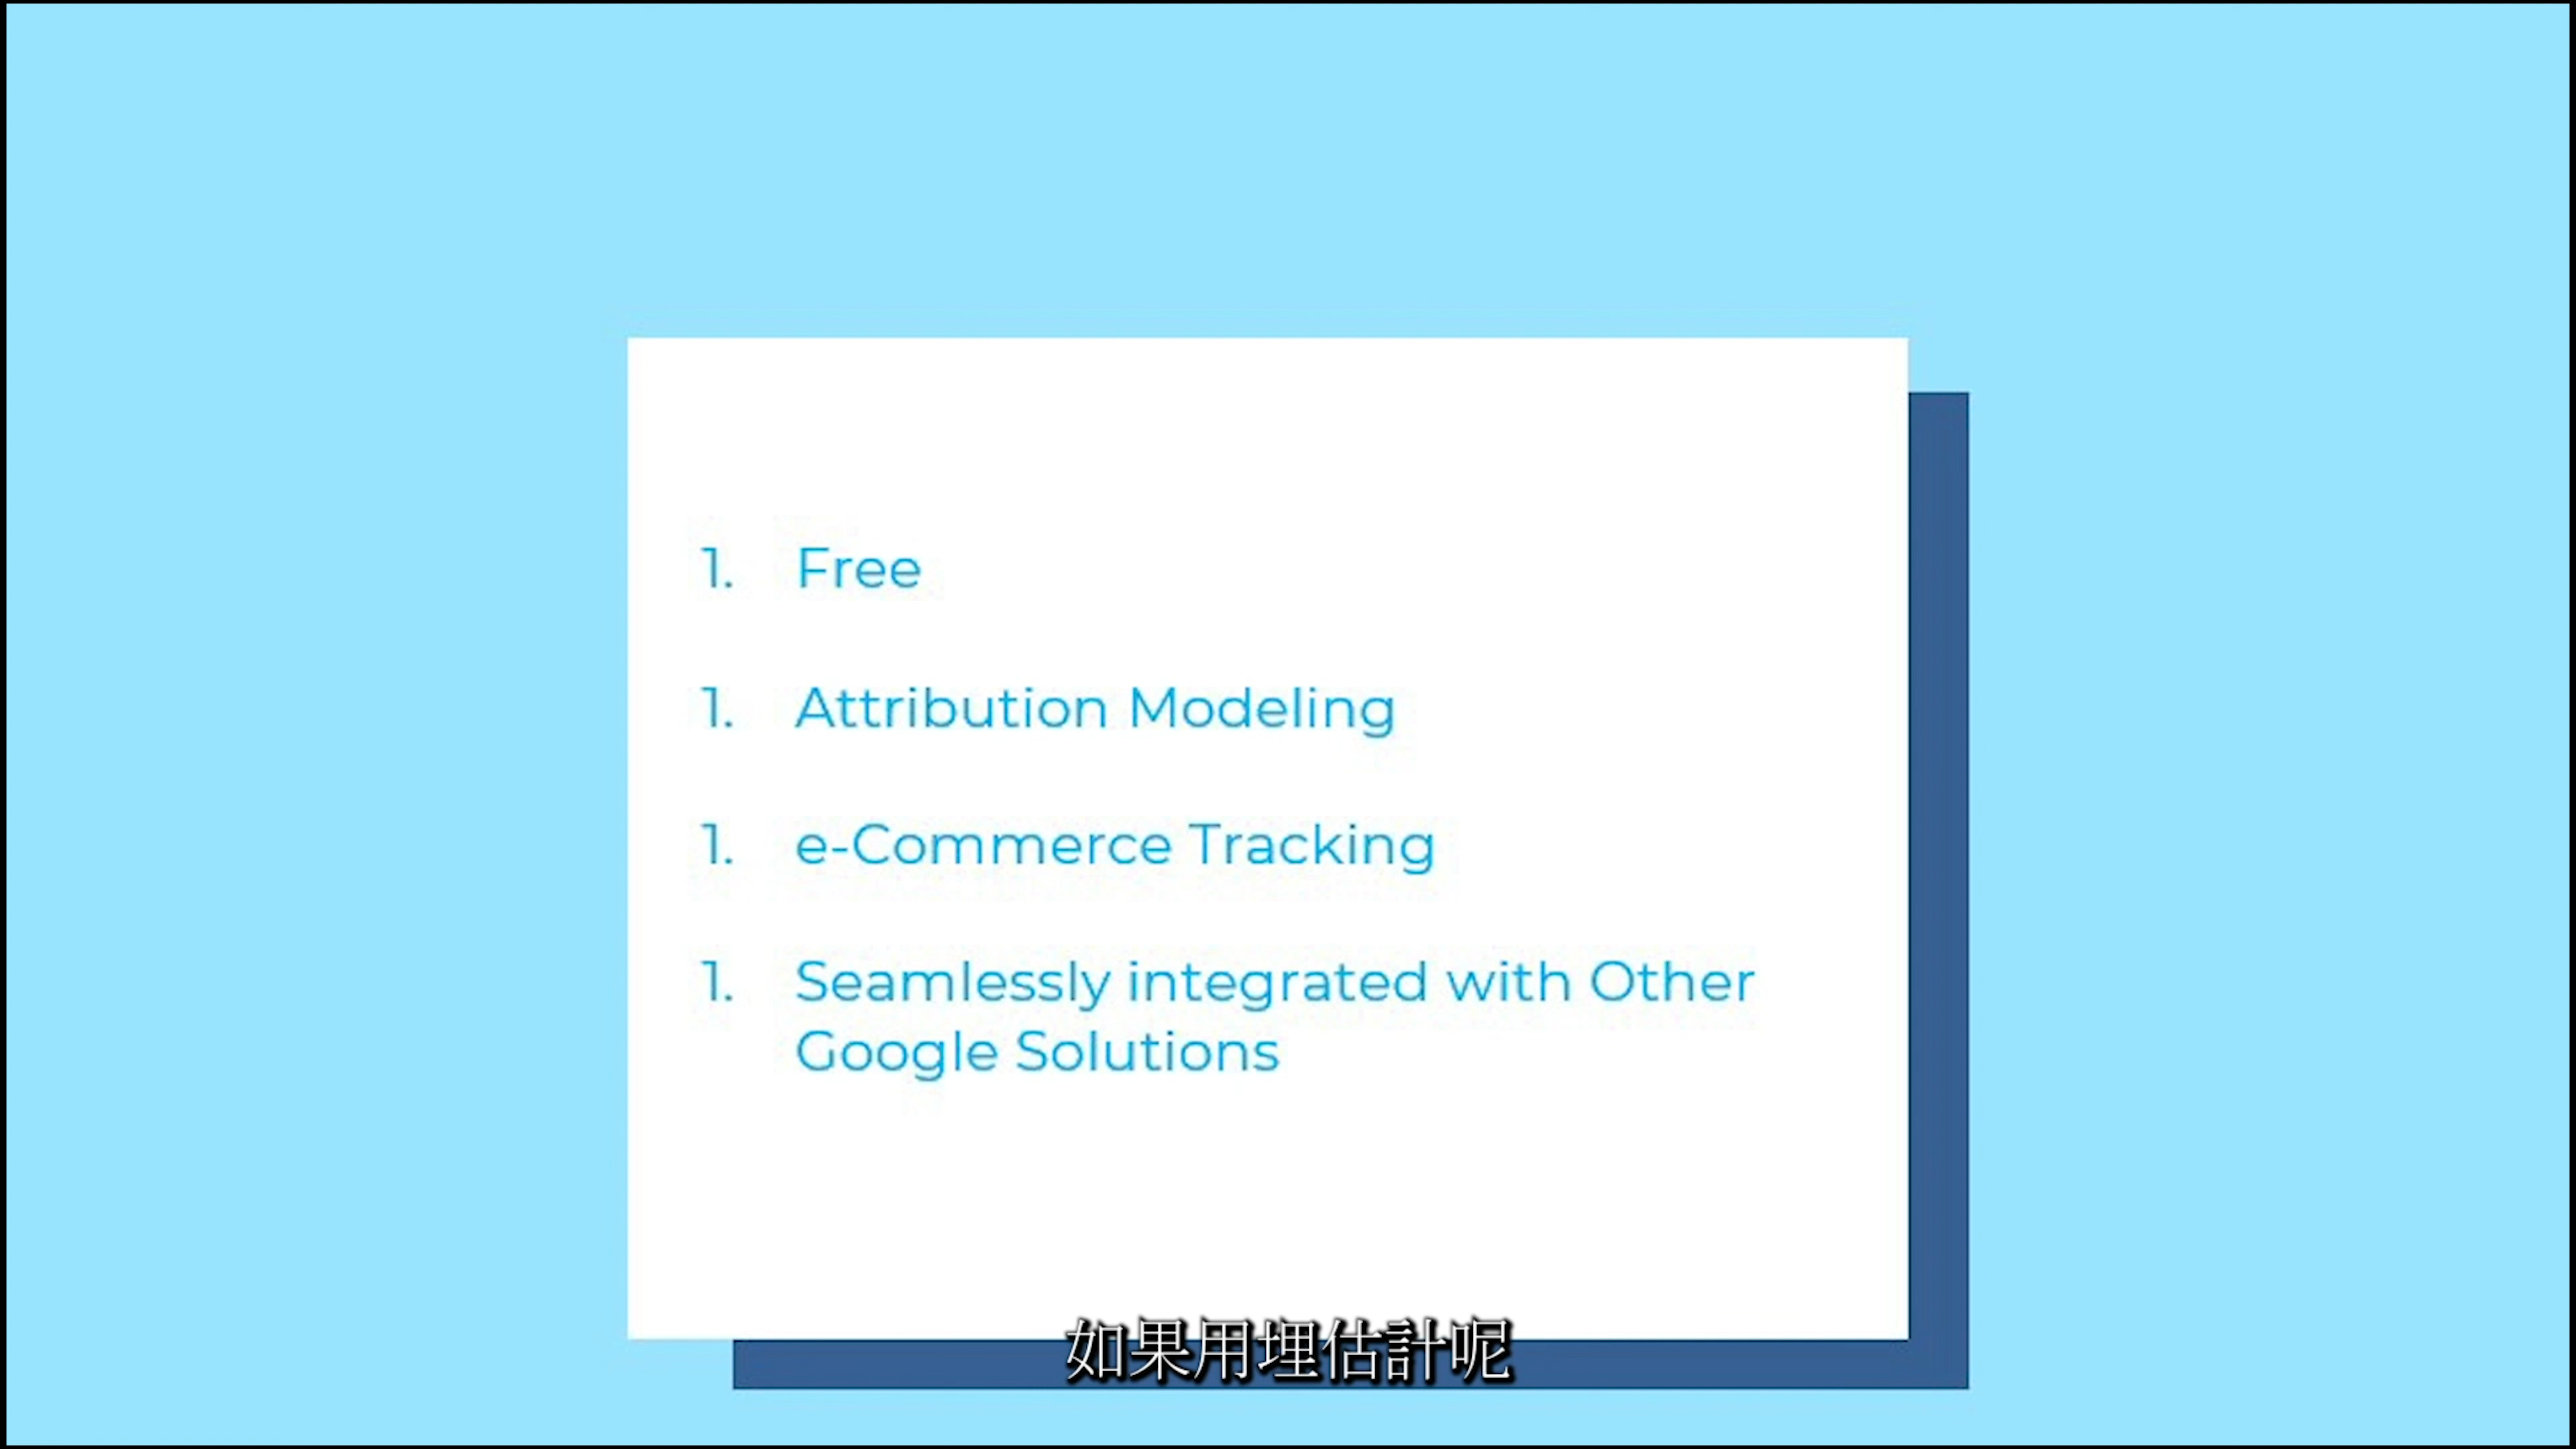 1. Free
1. Attribution Modeling
1. e-Commerce Tracking
1. Seamlessly integrated with Other
Google Solutions
如果用埋估計呢